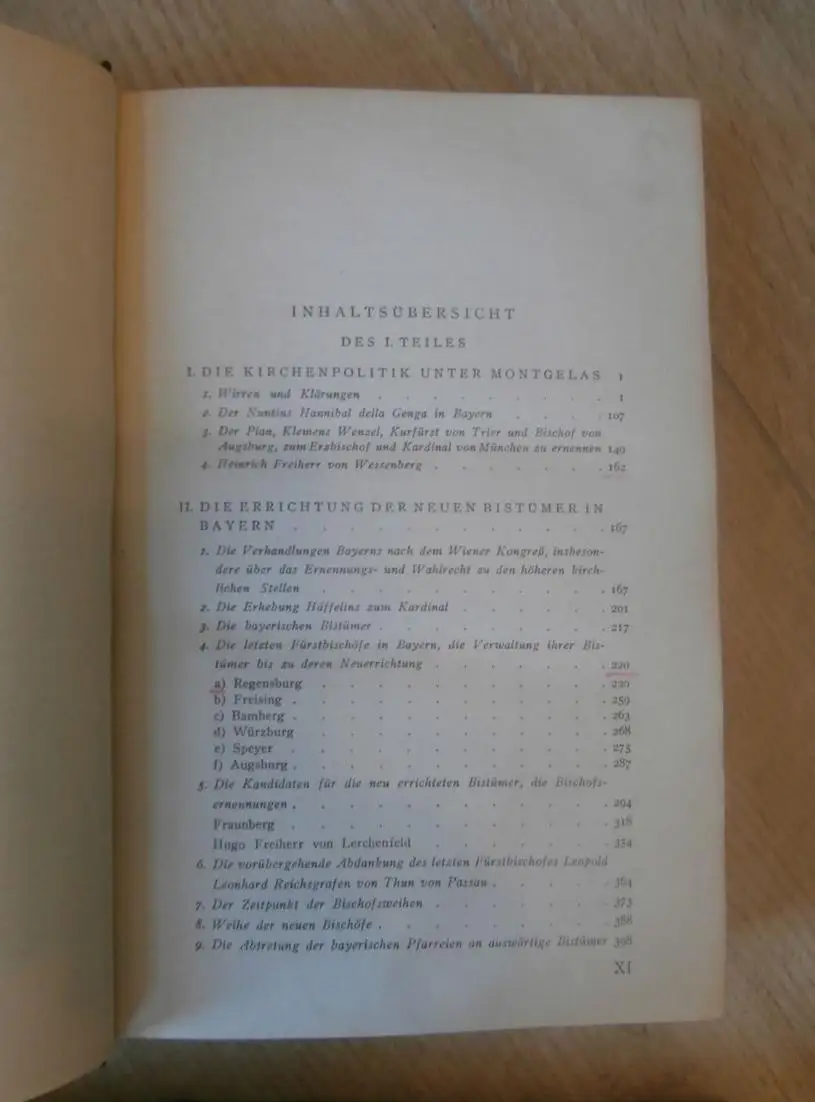 INHALTSÜBERSICHT
DES I. TEILES
I. DIE KIRCHENPOLITIK UNTER MONTGELAS 1
1. Wirren und Klärungen . . . . . . . . . 1
2. Der Nuntius Hannibal della Genga in Bayern . . . . 107
3. Der Plan, Klemens Wenzel, Kurfürst von Trier und Bischof von
Augsburg, zum Erzbischof und Kardinal von München zu ernennen 149
4. Heinrich Freiherr von Wessenberg . . . . . . . 162
II. DIE ERRICHTUNG DER NEUEN BISTÜMER IN
BAYERN . . . . . . . . . . . . 167
1. Die Verhandlungen Bayerns nach dem Wiener Kongreß, insbeson-
dere über das Ernennungs- und Wahlrecht zu den höheren kirch-
lichen Stellen . . . . . . . . . . . 167
2. Die Erhebung Häffelins zum Kardinal . . . . . . 201
3. Die bayerischen Bistümer . . . . . . . . . 217
4. Die letzten Fürstbischöfe in Bayern, die Verwaltung ihrer Bis-
tümer bis zu deren Neuerrichtung . . . . . . . 220
a) Regensburg . . . . . . . . . . . 220
b) Freising . . . . . . . . . . . . 259
c) Bamberg . . . . . . . . . . . . 263
d) Würzburg . . . . . . . . . . . 268
e) Speyer . . . . . . . . . . . . 275
f) Augsburg . . . . . . . . . . . . 287
5. Die Kandidaten für die neu errichteten Bistümer, die Bischofs-
ernennungen . . . . . . . . . . . . 294
Fraunberg . . . . . . . . . . . . 318
Hugo Freiherr von Lerchenfeld . . . . . . . 354
6. Die vorübergehende Abdankung des letzten Fürstbischofes Leopold
Leonhard Reichsgrafen von Thun von Passau . . . . . 364
7. Der Zeitpunkt der Bischofsweihen . . . . . . . 373
8. Weihe der neuen Bischöfe . . . . . . . . . 388
9. Die Abtretung der bayerischen Pfarreien an auswärtige Bistümer 398
XI